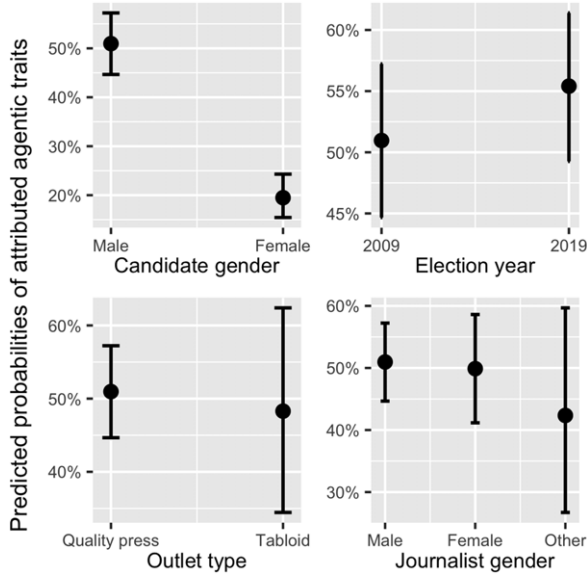 Predicted probabilities of attributed agentic traits
50%
40%
30%
20%
Male Female
Candidate gender
60%
55%
50%
45%
2009 2019
Election year
60%
50%
40%
Quality press Tabloid
Outlet type
60%
50%
40%
30%
Male Female Other
Journalist gender